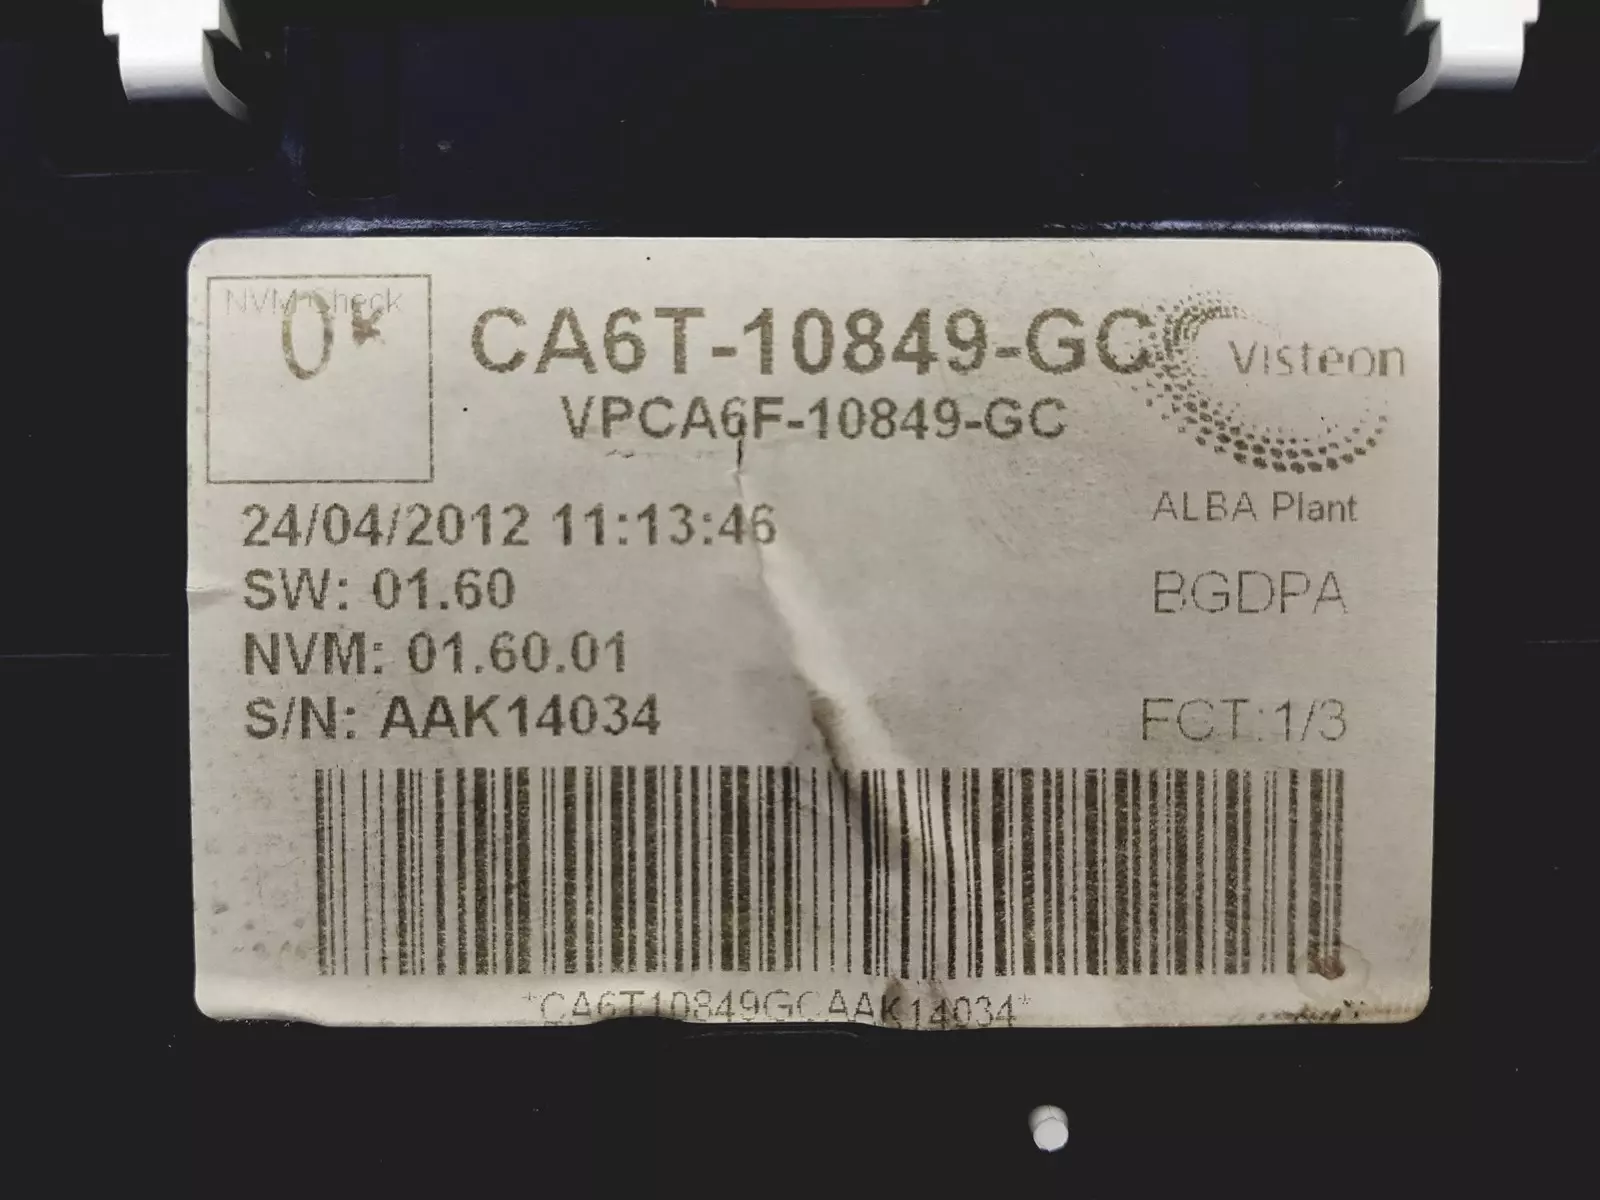 NVM Check
OK
CA6T-10849-GC
Visteon
VPCA6F-10849-GC
24/04/2012 11:13:46
ALBA Plant
SW: 01.60
BGDPA
NVM: 01.60.01
S/N: AAK14034
FCT:1/3
*CA6T10849GCAAK14034*